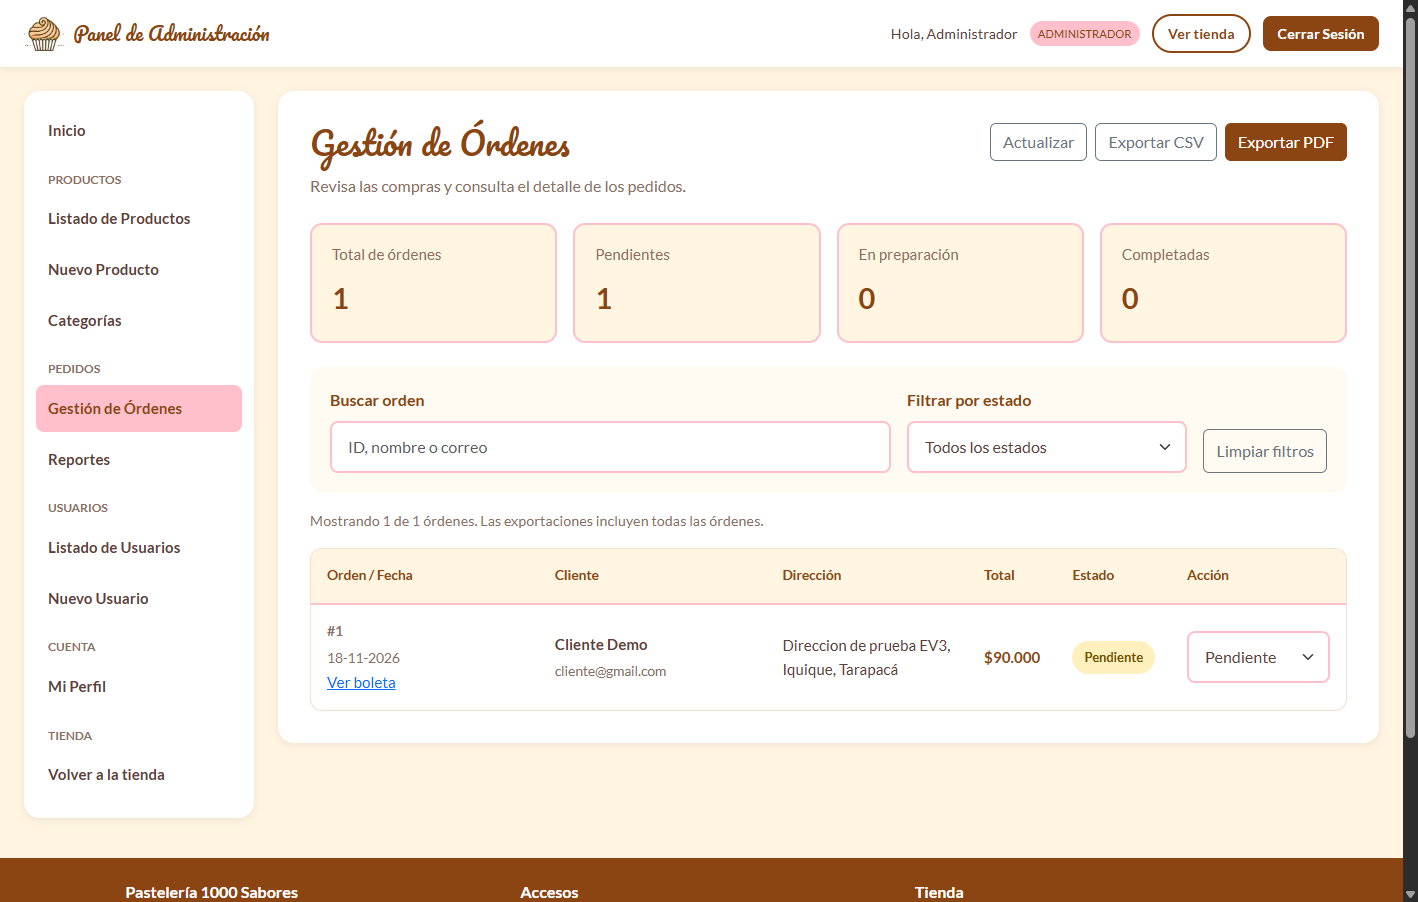 Panel de Administración
Hola, Administrador
ADMINISTRADOR
Ver tienda
Cerrar Sesión
Inicio
PRODUCTOS
Listado de Productos
Nuevo Producto
Categorías
PEDIDOS
Gestión de Órdenes
Reportes
USUARIOS
Listado de Usuarios
Nuevo Usuario
CUENTA
Mi Perfil
TIENDA
Volver a la tienda
Gestión de Órdenes
Revisa las compras y consulta el detalle de los pedidos.
Actualizar
Exportar CSV
Exportar PDF
Total de órdenes
1
Pendientes
1
En preparación
0
Completadas
0
Buscar orden
ID, nombre o correo
Filtrar por estado
Todos los estados
Limpiar filtros
Mostrando 1 de 1 órdenes. Las exportaciones incluyen todas las órdenes.
Orden / Fecha
Cliente
Dirección
Total
Estado
Acción
#1
18-11-2026
Ver boleta
Cliente Demo
cliente@gmail.com
Direccion de prueba EV3,
Iquique, Tarapacá
$90.000
Pendiente
Pendiente
Pastelería 1000 Sabores
Accesos
Tienda